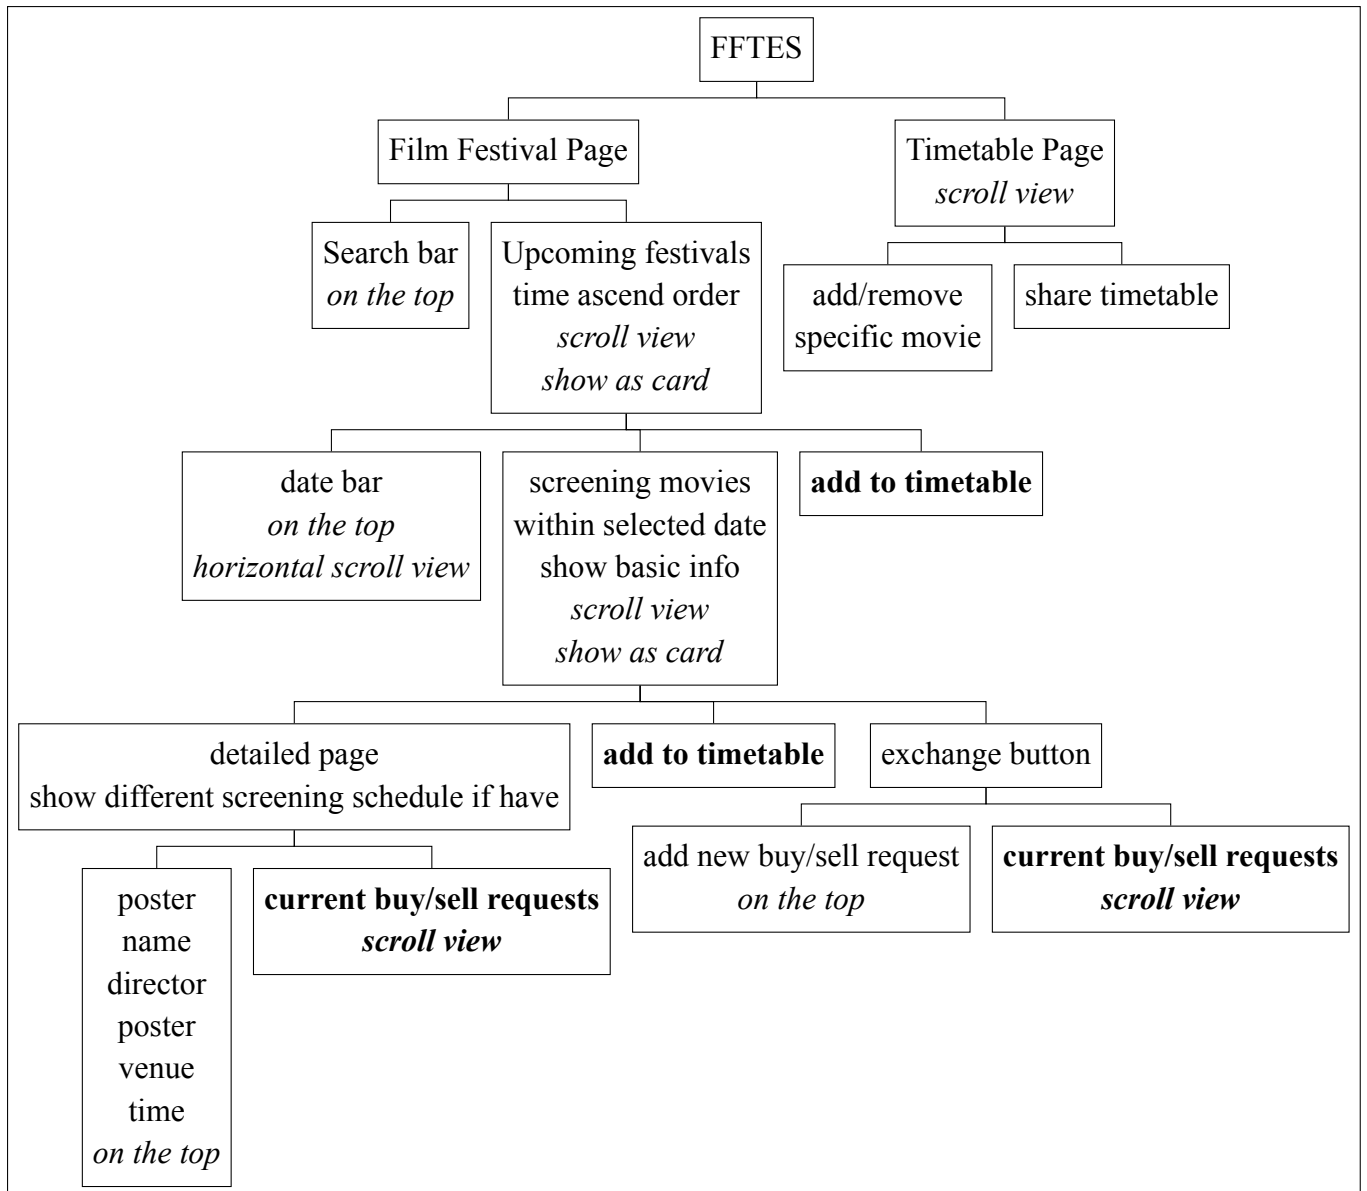 FFTES
Film Festival Page
Timetable Page
scroll view
Search bar
on the top
Upcoming festivals
time ascend order
scroll view
show as card
add/remove
specific movie
share timetable
date bar
on the top
horizontal scroll view
screening movies
within selected date
show basic info
scroll view
show as card
add to timetable
detailed page
show different screening schedule if have
add to timetable
exchange button
poster
name
director
poster
venue
time
on the top
current buy/sell requests
scroll view
add new buy/sell request
on the top
current buy/sell requests
scroll view